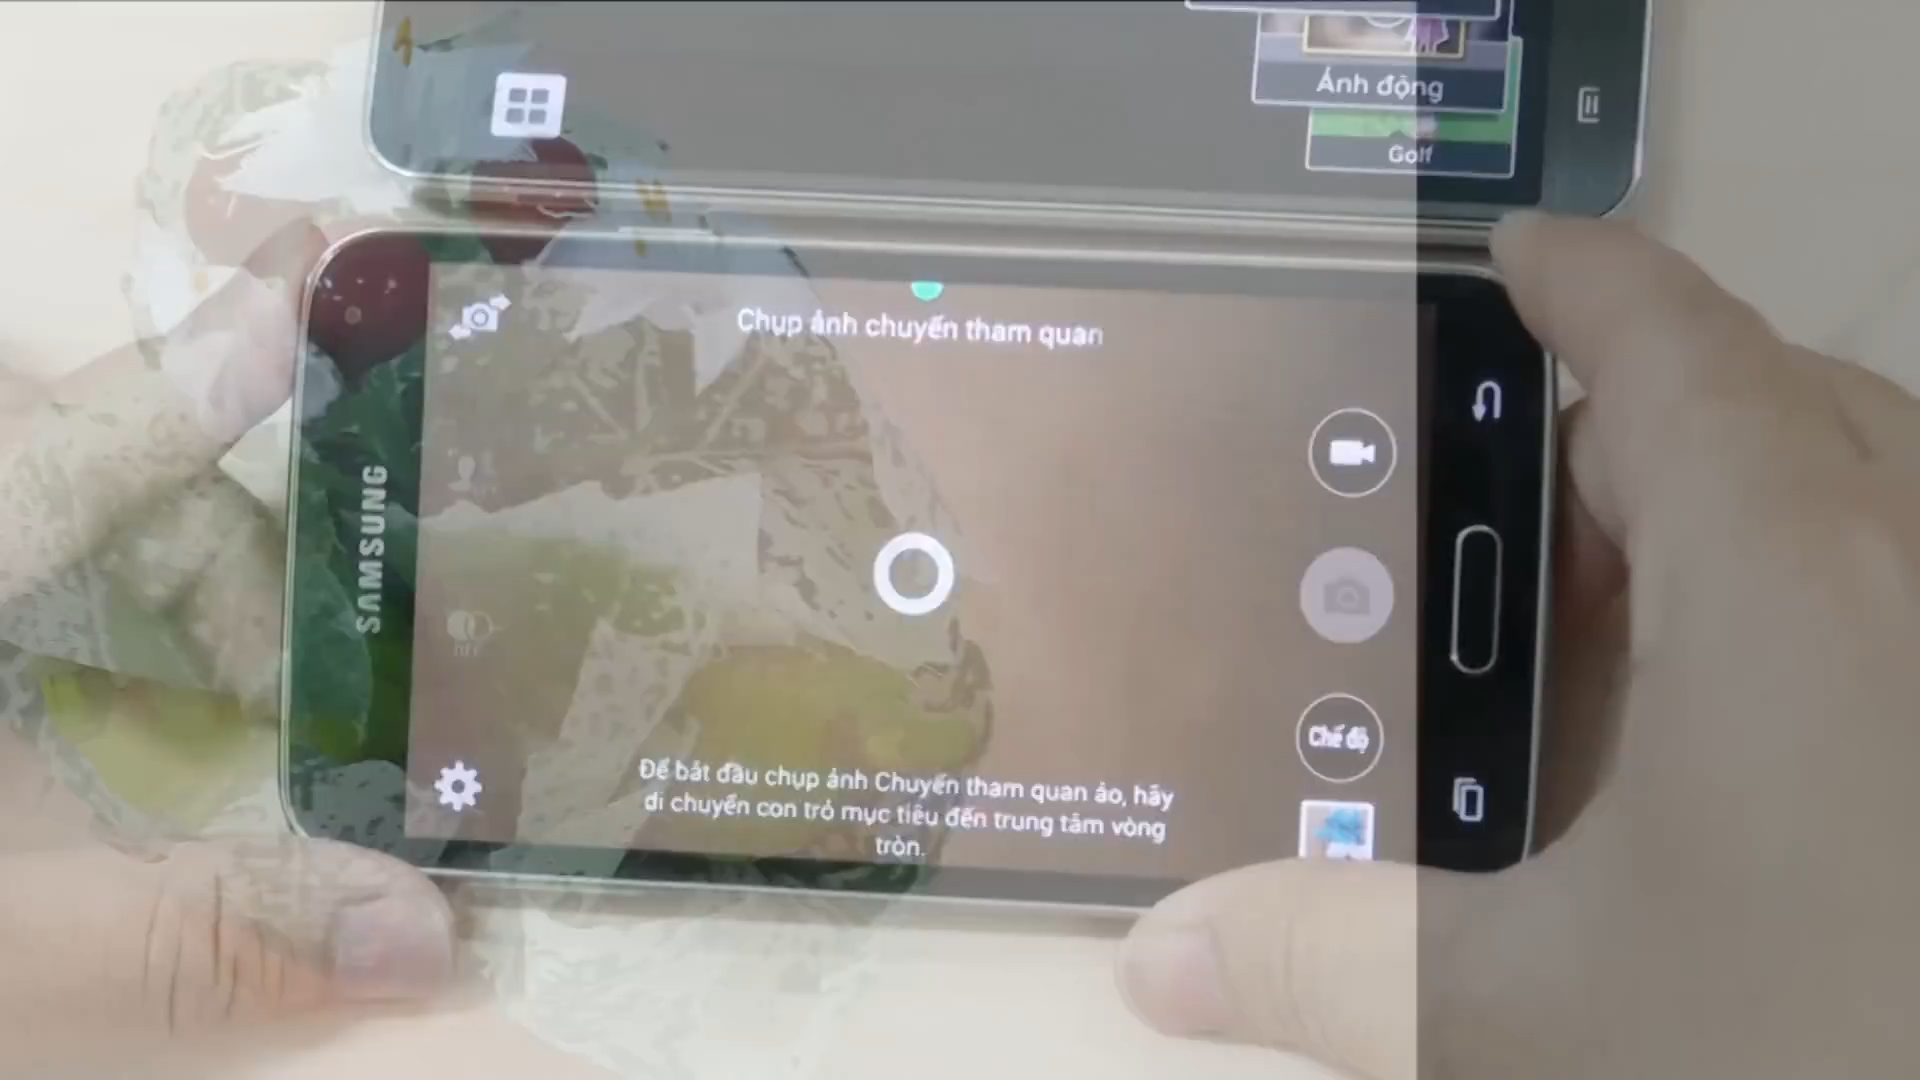 Ảnh động
Golf
Chụp ảnh chuyến tham quan
SAMSUNG
OFF
Chế độ
Để bắt đầu chụp ảnh Chuyến tham quan ảo, hãy
di chuyển con trỏ mục tiêu đến trung tâm vòng
tròn.